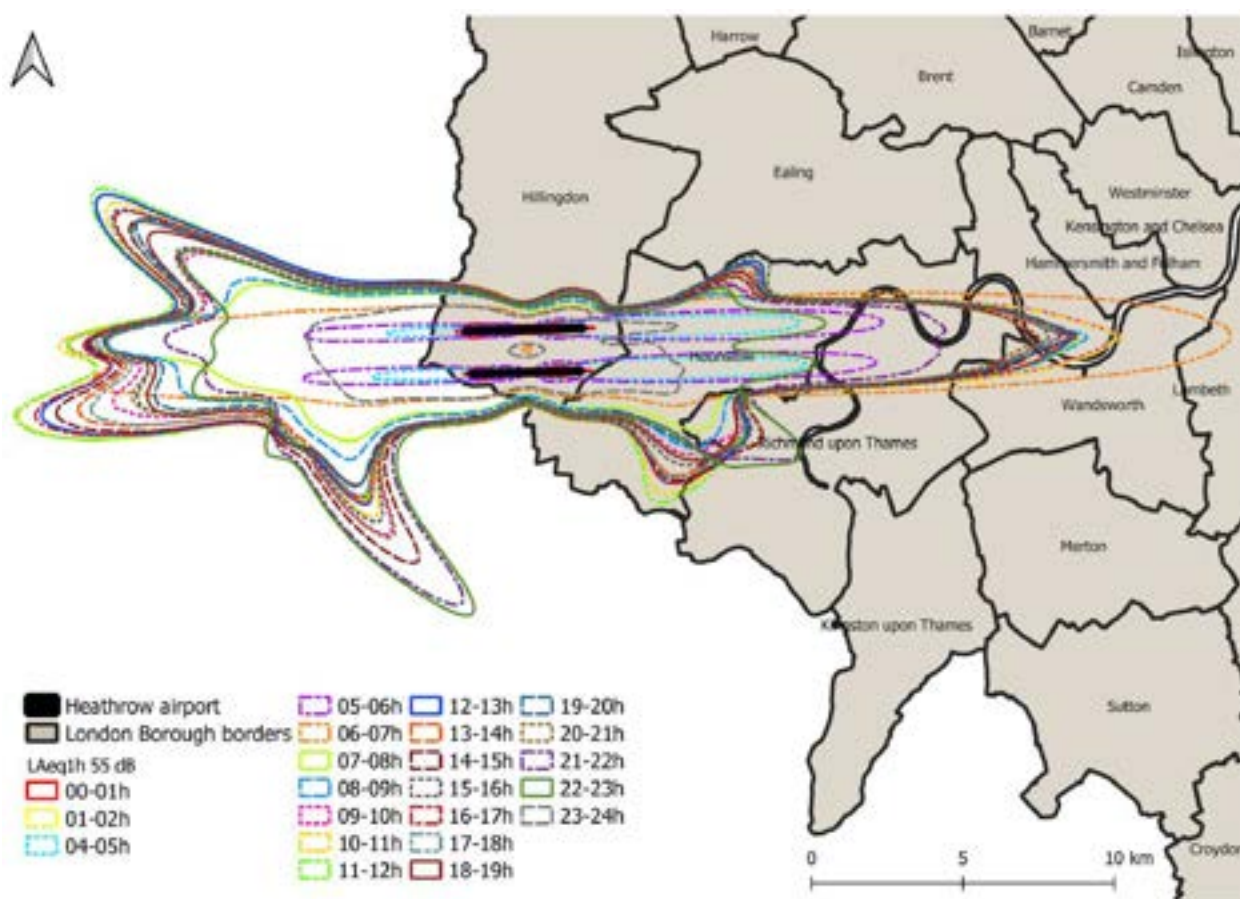 Harrow
Barnet
Islington
Brent
Camden
Ealing
Hillingdon
Westminster
Kensington and Chelsea
Hammersmith and Fulham
Hounslow
Lambeth
Wandsworth
Richmond upon Thames
Merton
Kingston upon Thames
Sutton
Croydon
Heathrow airport
London Borough borders
LAeq1h 55 dB
00-01h
01-02h
04-05h
05-06h
06-07h
07-08h
08-09h
09-10h
10-11h
11-12h
12-13h
13-14h
14-15h
15-16h
16-17h
17-18h
18-19h
19-20h
20-21h
21-22h
22-23h
23-24h
0 5 10 km